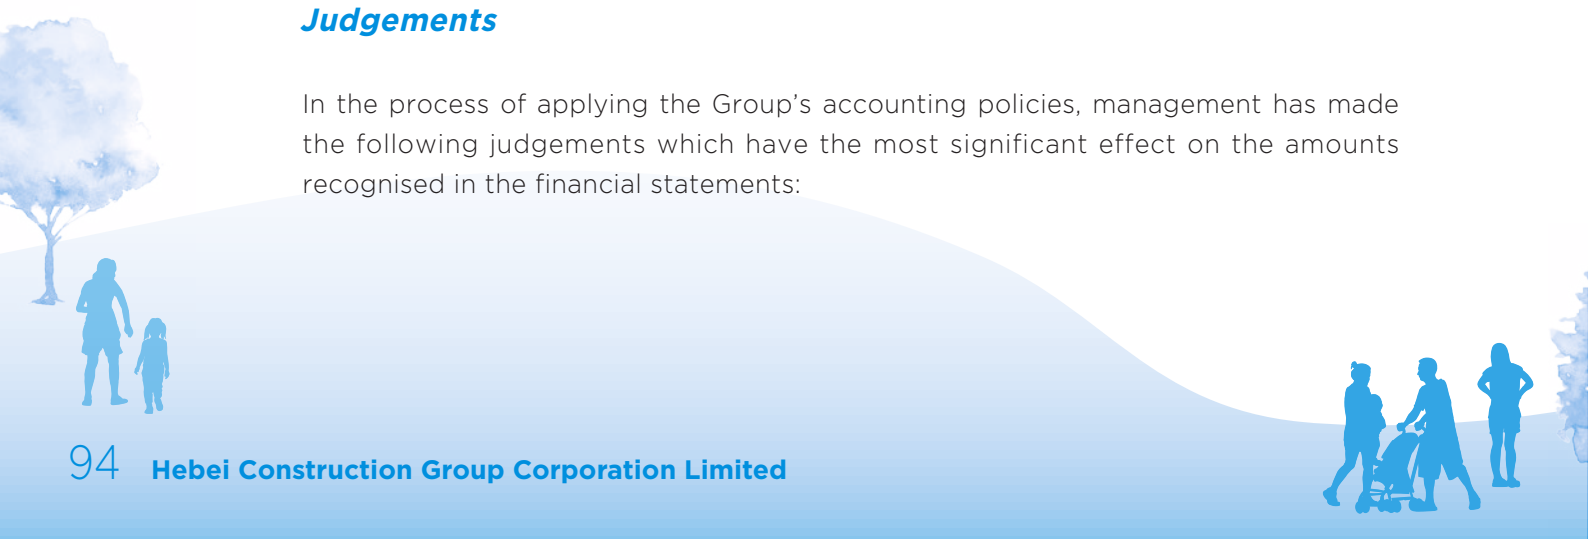 Judgements
In the process of applying the Group’s accounting policies, management has made
the following judgements which have the most significant effect on the amounts
recognised in the financial statements:
94 Hebei Construction Group Corporation Limited